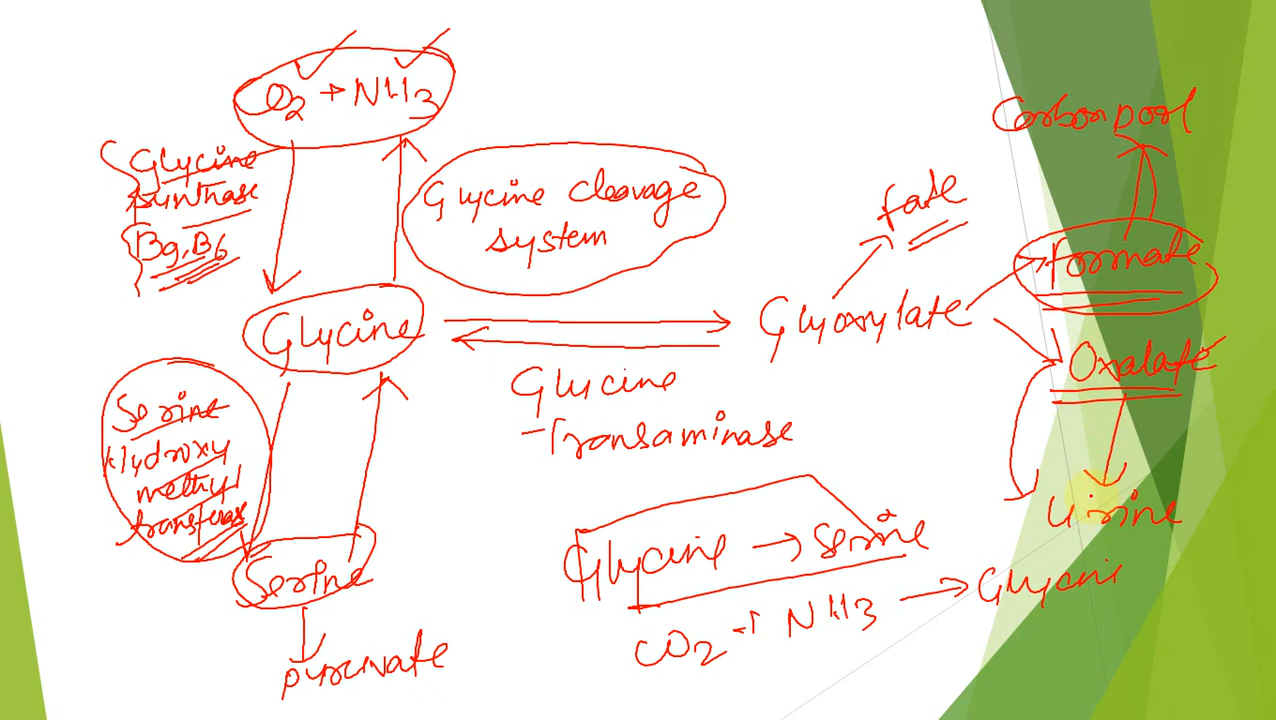 CO2 + NH3
Glycine
synthase
B9, B6
Glycine cleavage
system
Glycine
Glycine
Transaminase
Glyoxylate
fate
Carbon pool
formate
Oxalate
Urine
Serine
Hydroxy
methyl
transferase
Serine
pyruvate
Glycine → Serine
CO2 + NH3 → Glycine